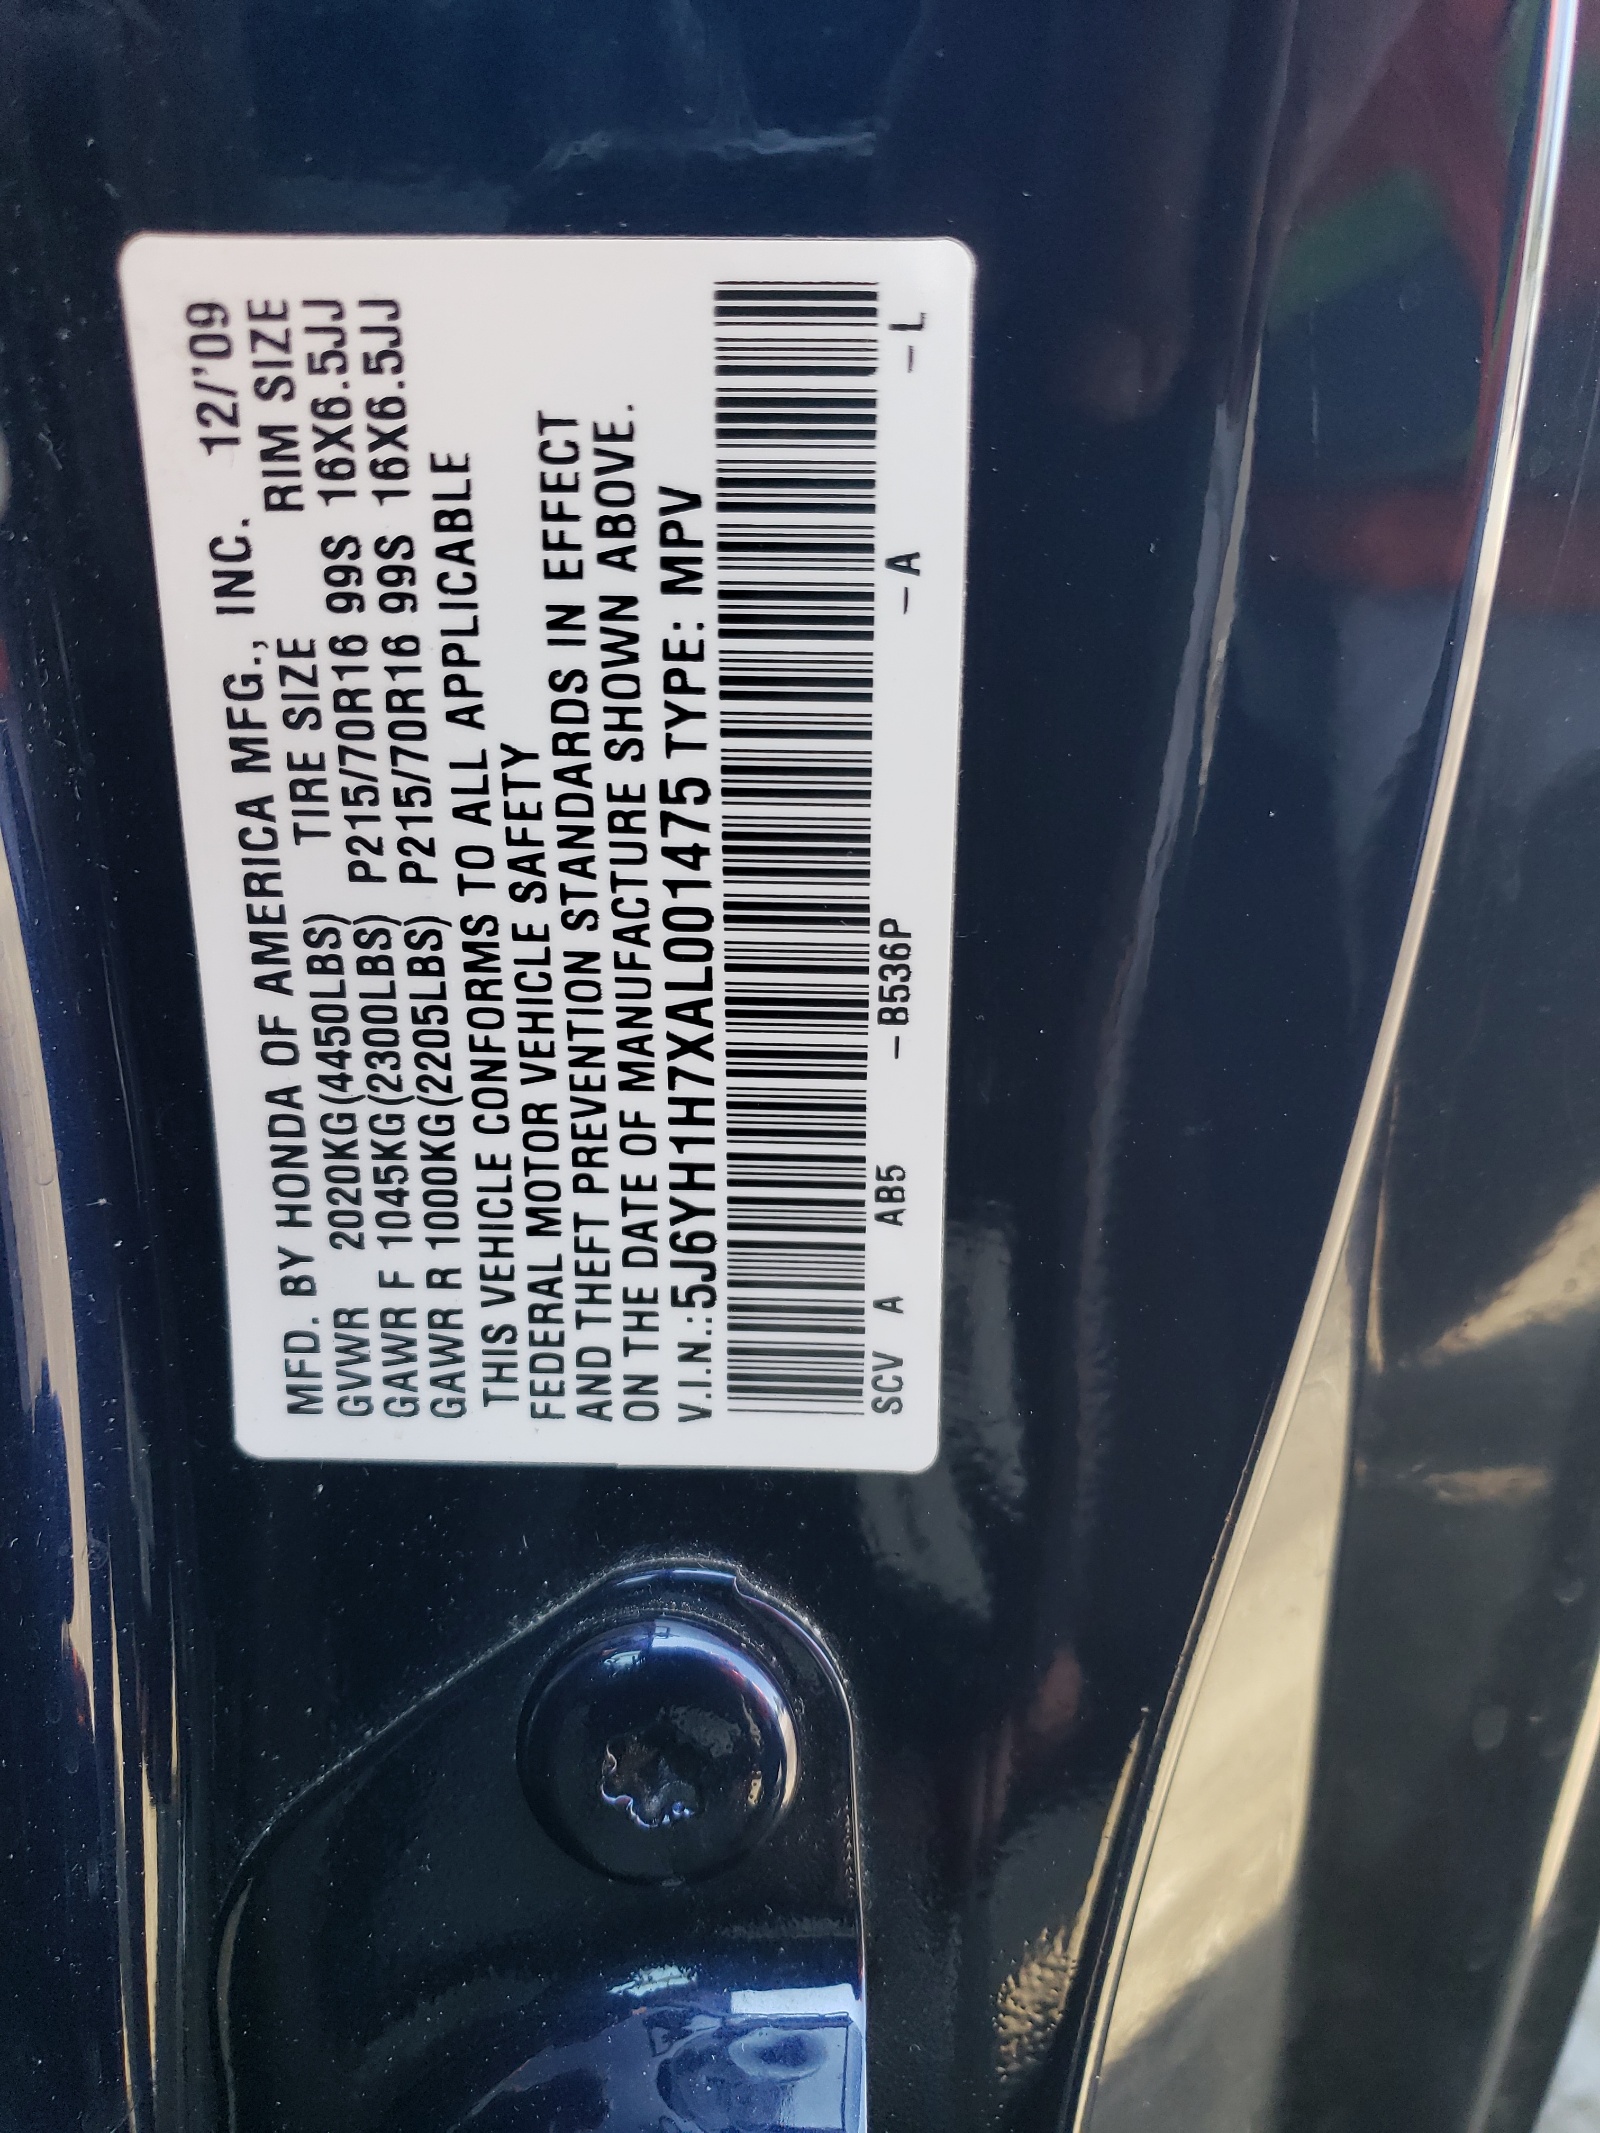 MFD. BY HONDA OF AMERICA MFG., INC. 12/'09
TIRE SIZE RIM SIZE
GVWR 2020KG(4450LBS)
GAWR F 1045KG(2300LBS) P215/70R16 99S 16X6.5JJ
GAWR R 1000KG(2205LBS) P215/70R16 99S 16X6.5JJ
THIS VEHICLE CONFORMS TO ALL APPLICABLE
FEDERAL MOTOR VEHICLE SAFETY
AND THEFT PREVENTION STANDARDS IN EFFECT
ON THE DATE OF MANUFACTURE SHOWN ABOVE.
V.I.N.:5J6YH1H7XAL001475 TYPE: MPV
SCV A AB5 –B536P –A –L